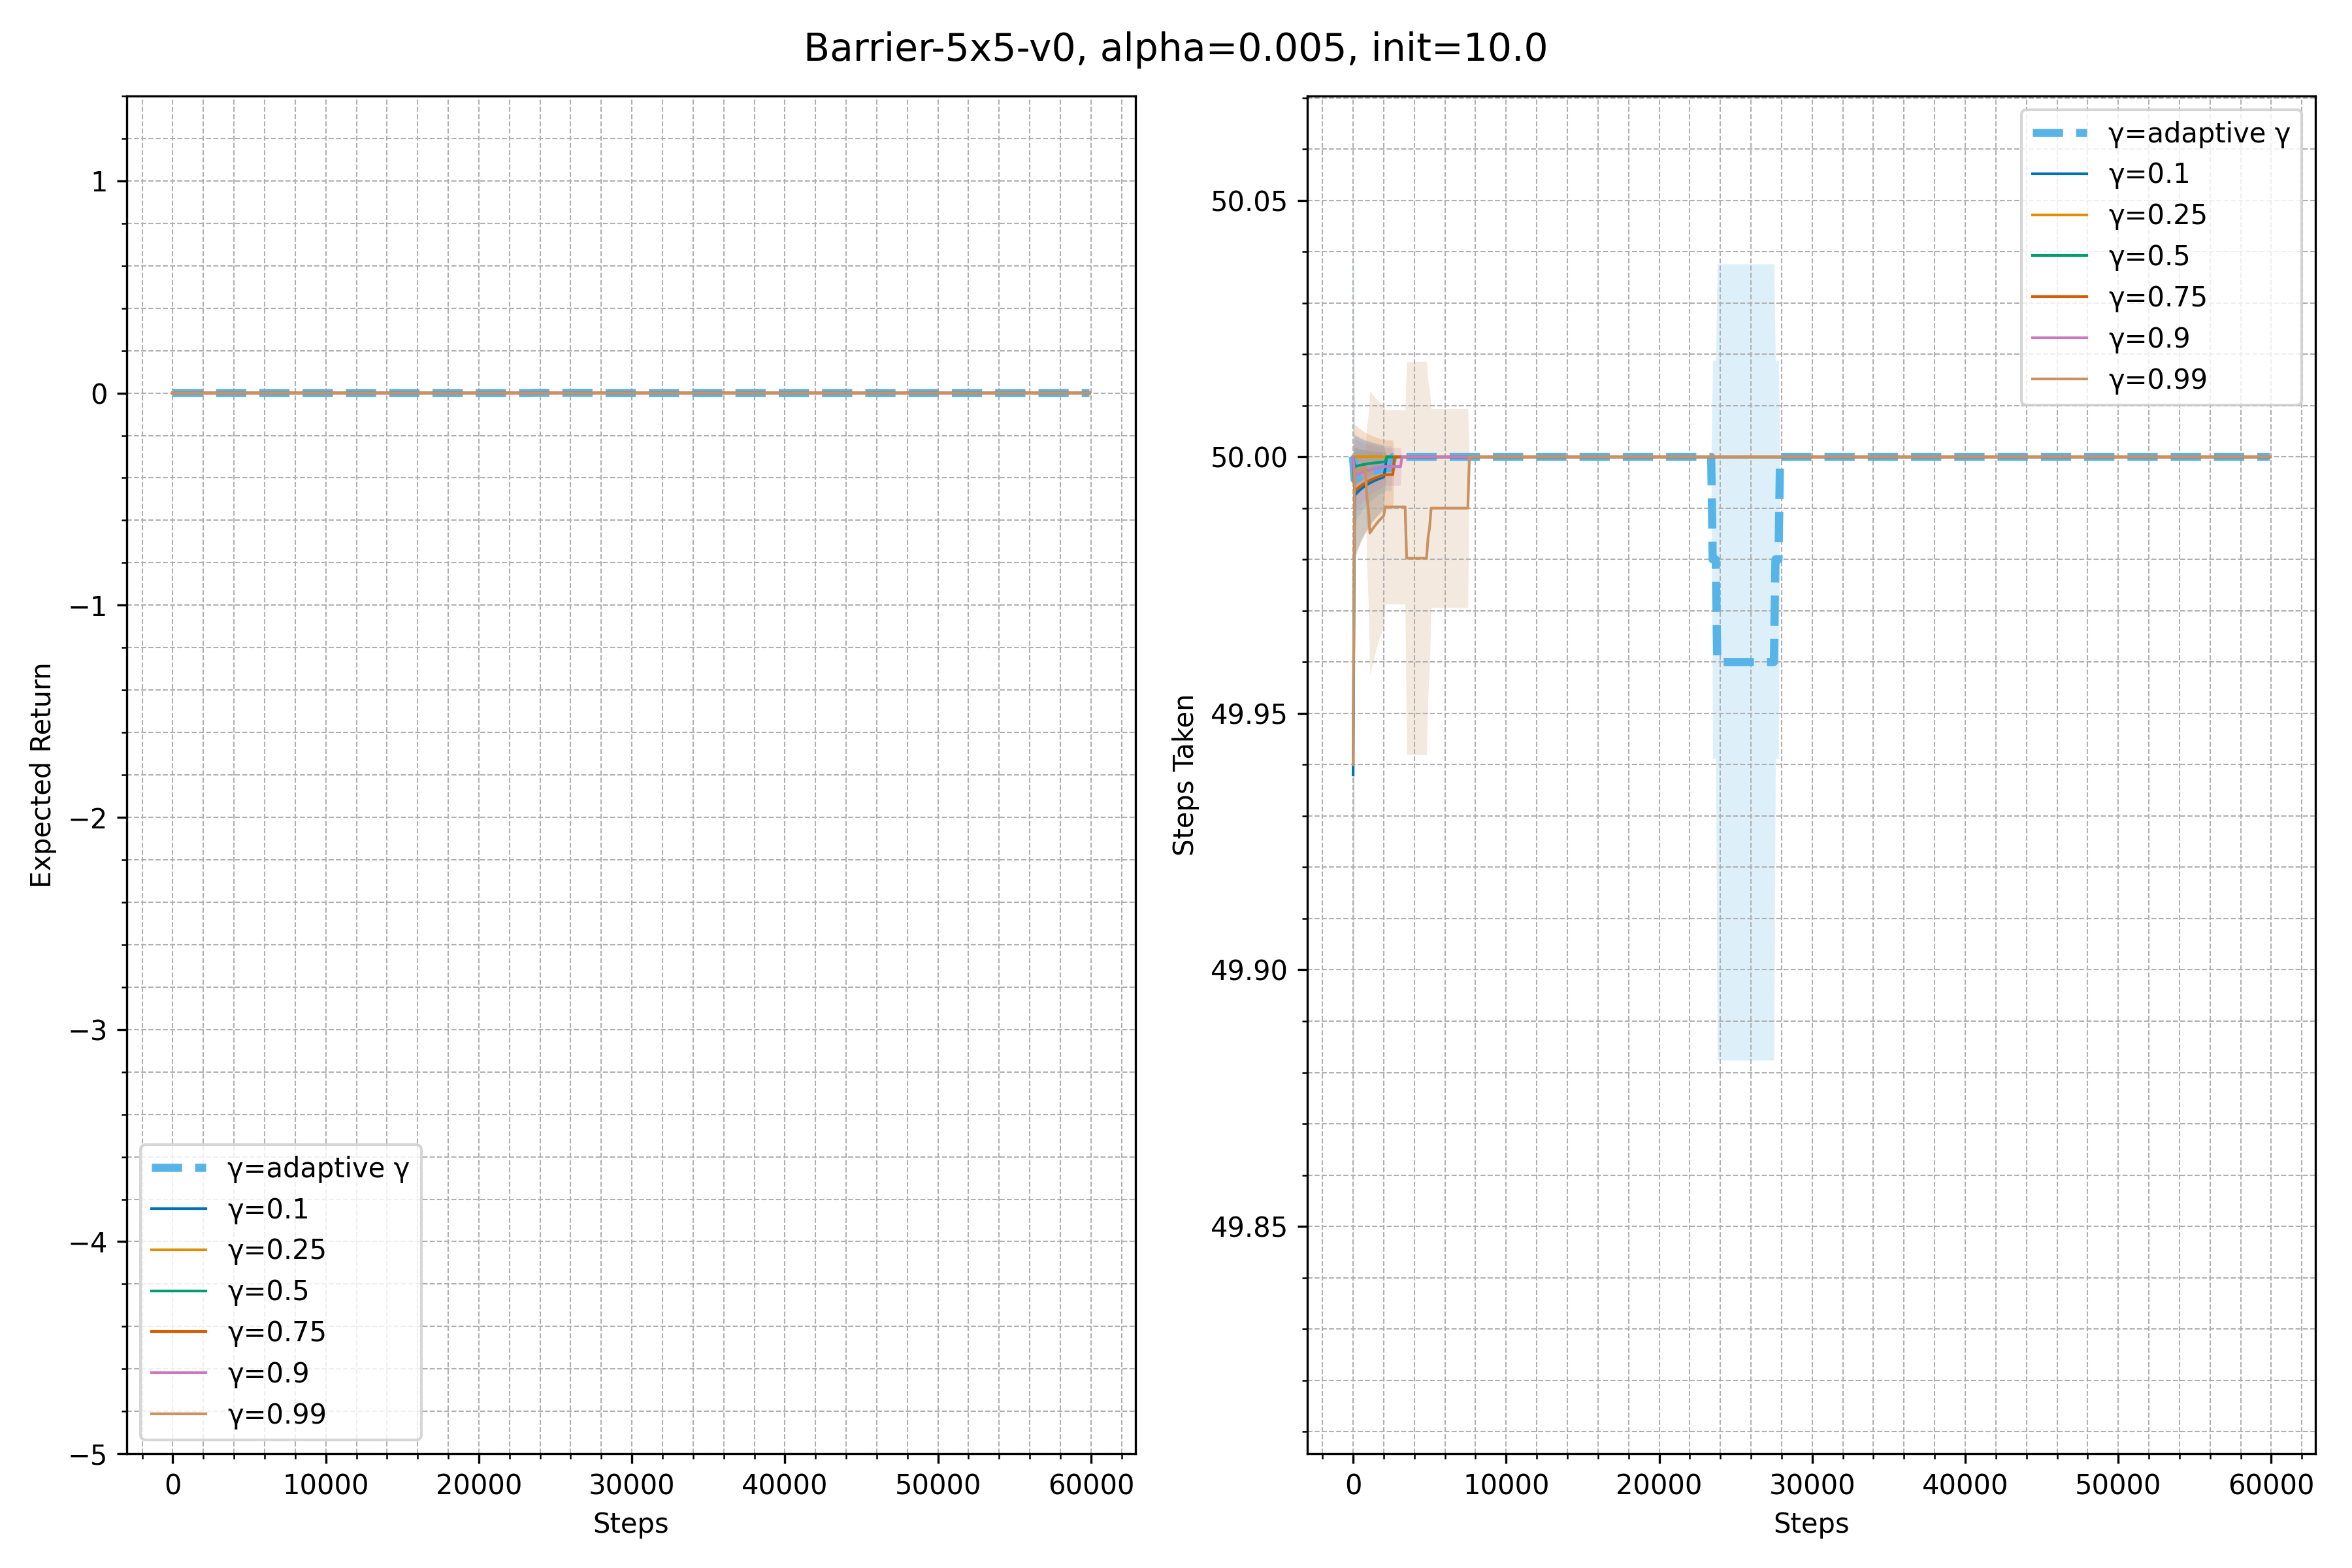 Barrier-5x5-v0, alpha=0.005, init=10.0
Expected Return
1
0
−1
−2
−3
−4
−5
γ=adaptive γ
γ=0.1
γ=0.25
γ=0.5
γ=0.75
γ=0.9
γ=0.99
0 10000 20000 30000 40000 50000 60000
Steps
Steps Taken
50.05
50.00
49.95
49.90
49.85
γ=adaptive γ
γ=0.1
γ=0.25
γ=0.5
γ=0.75
γ=0.9
γ=0.99
0 10000 20000 30000 40000 50000 60000
Steps